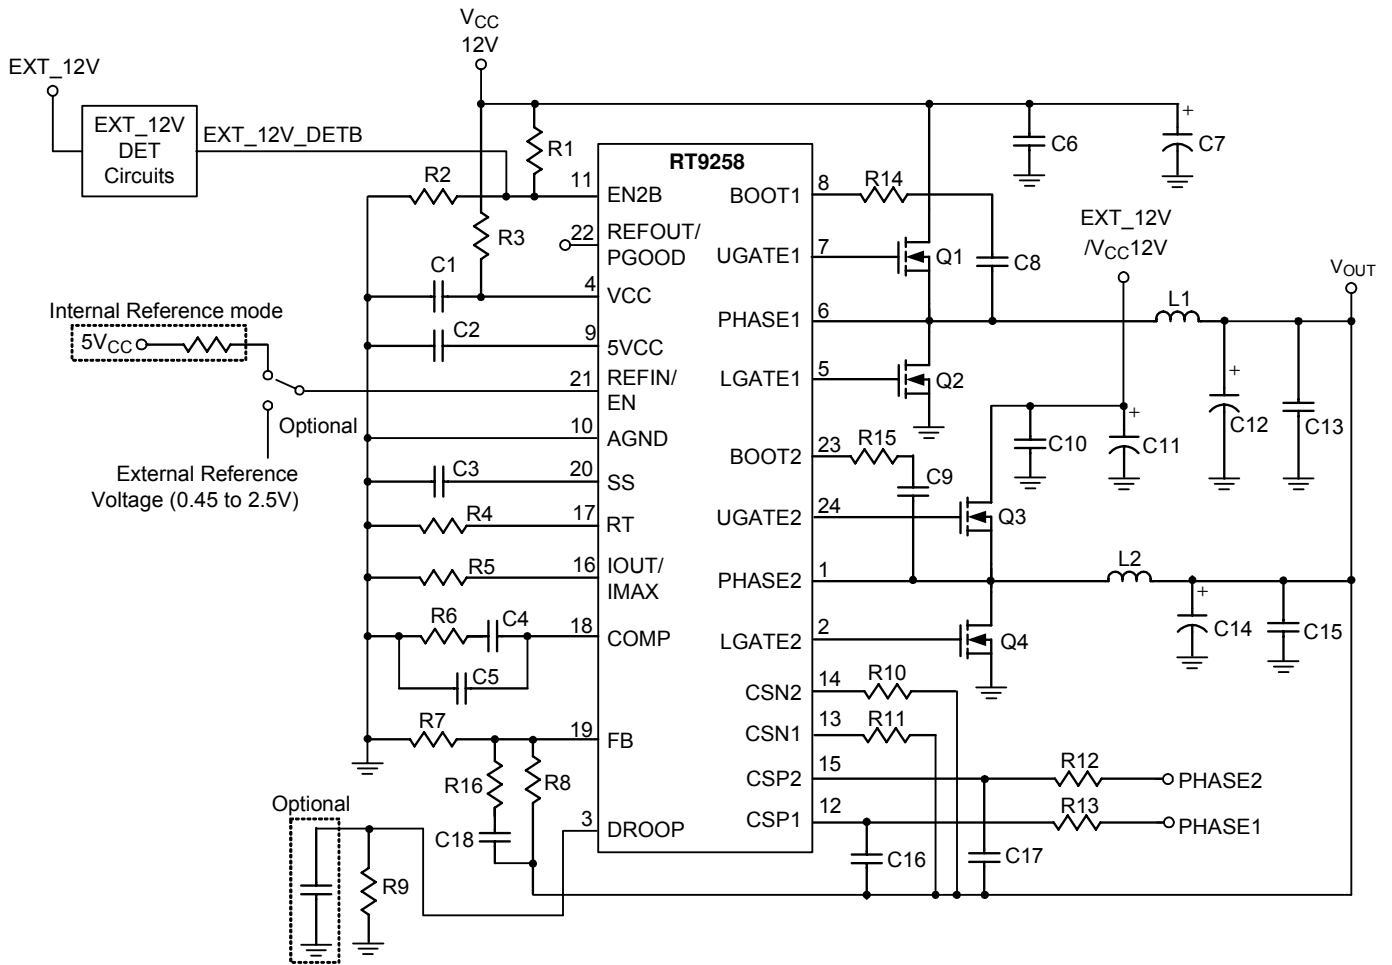 VCC
12V
EXT_12V
EXT_12V
DET
Circuits
EXT_12V_DETB
R1
R2
R3
C6
C7
RT9258
11
EN2B
22
REFOUT/
PGOOD
C1
4
VCC
C2
9
5VCC
Internal Reference mode
5VCC
21
REFIN/
EN
Optional
External Reference
Voltage (0.45 to 2.5V)
10
AGND
C3
20
SS
R4
17
RT
R5
16
IOUT/
IMAX
R6
C4
18
COMP
C5
R7
19
FB
R16
R8
C18
Optional
3
DROOP
R9
BOOT1
8
R14
UGATE1
7
Q1
C8
EXT_12V
/VCC12V
VOUT
PHASE1
6
L1
LGATE1
5
Q2
+
C12
C13
BOOT2
23
R15
C9
C10
+
C11
+
UGATE2
24
Q3
PHASE2
1
L2
LGATE2
2
Q4
+
C14
C15
CSN2
14
R10
CSN1
13
R11
CSP2
15
R12
PHASE2
CSP1
12
R13
PHASE1
C16
C17